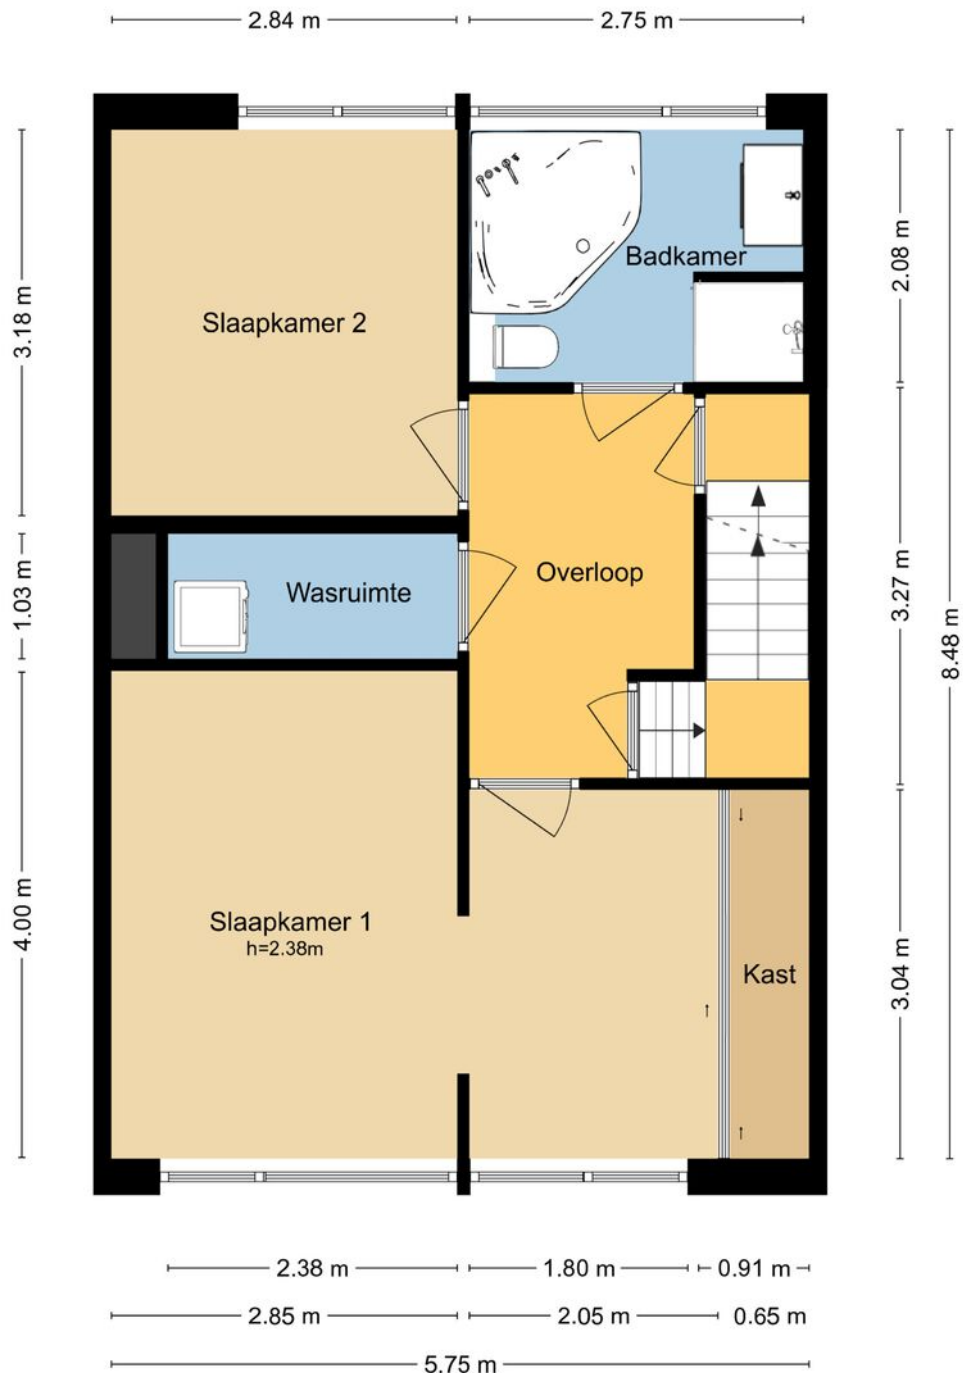 2.84 m
2.75 m
3.18 m
2.08 m
Badkamer
Slaapkamer 2
1.03 m
Wasruimte
Overloop
3.27 m
8.48 m
4.00 m
Slaapkamer 1
h=2.38m
Kast
3.04 m
2.38 m
1.80 m
0.91 m
2.85 m
2.05 m
0.65 m
5.75 m